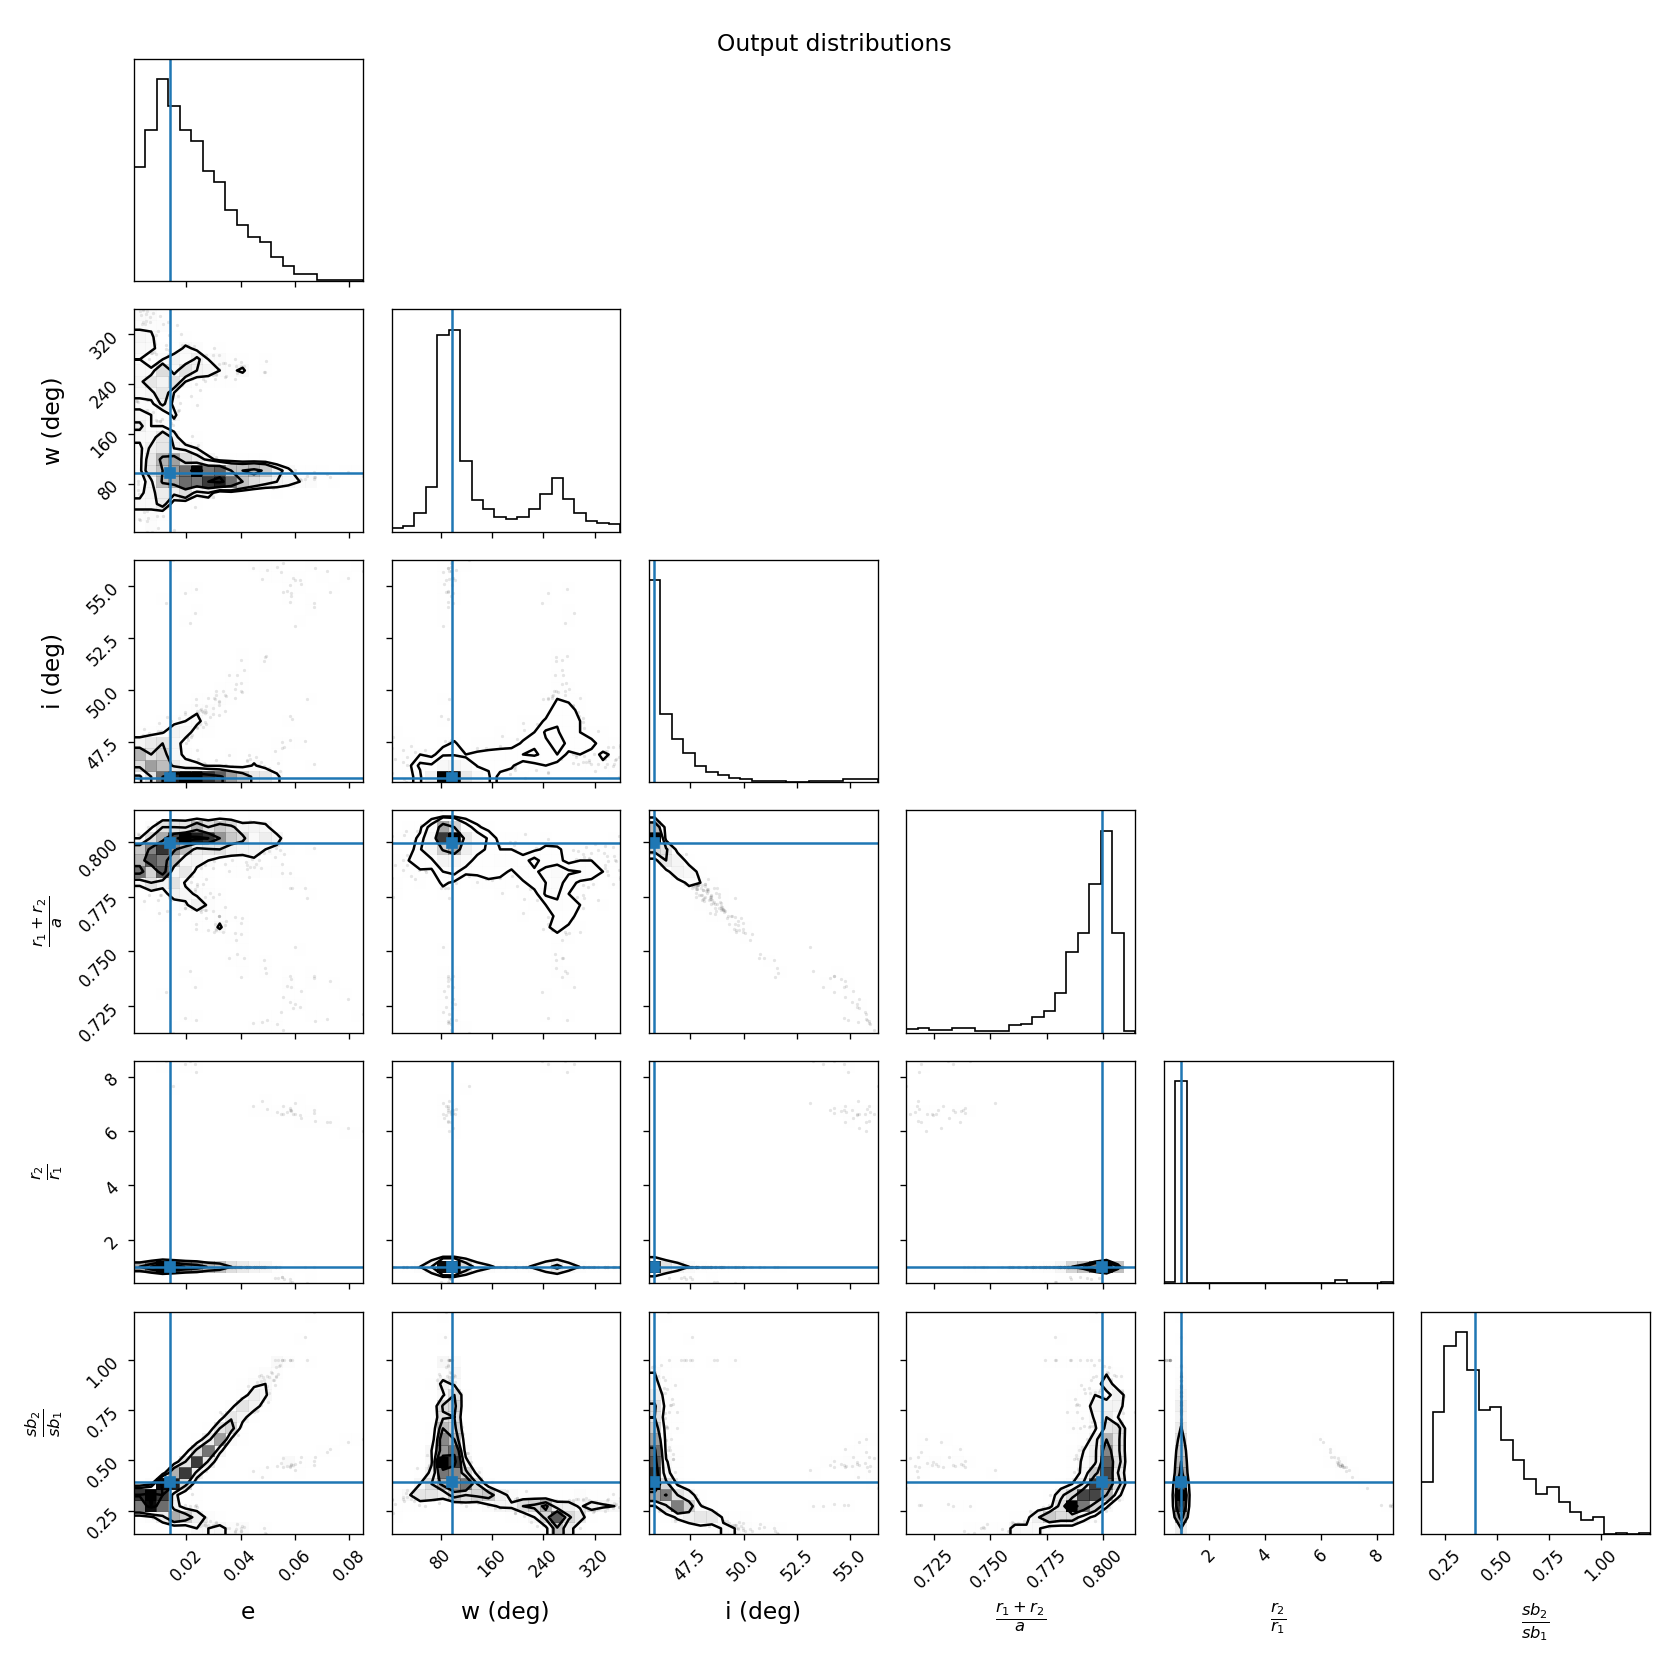 Output distributions
w (deg)
320
240
160
80
i (deg)
55.0
52.5
50.0
47.5
r₁ + r₂
a
0.800
0.775
0.750
0.725
r₂
r₁
8
6
4
2
sb₂
sb₁
1.00
0.75
0.50
0.25
0.02 0.04 0.06 0.08 80 160 240 320 47.5 50.0 52.5 55.0 0.725 0.750 0.775 0.800 2 4 6 8 0.25 0.50 0.75 1.00
e w (deg) i (deg) r₁ + r₂ / a r₂ / r₁ sb₂ / sb₁